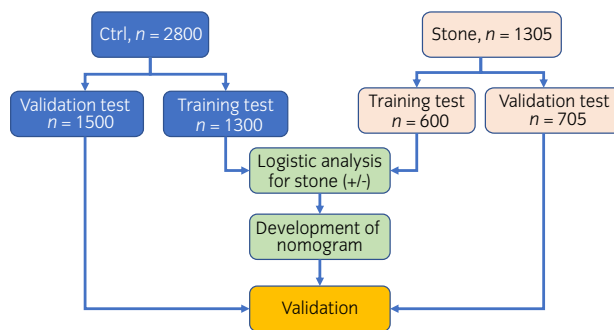 Ctrl, n = 2800
Stone, n = 1305
Validation test
n = 1500
Training test
n = 1300
Training test
n = 600
Validation test
n = 705
Logistic analysis
for stone (+/-)
Development of
nomogram
Validation